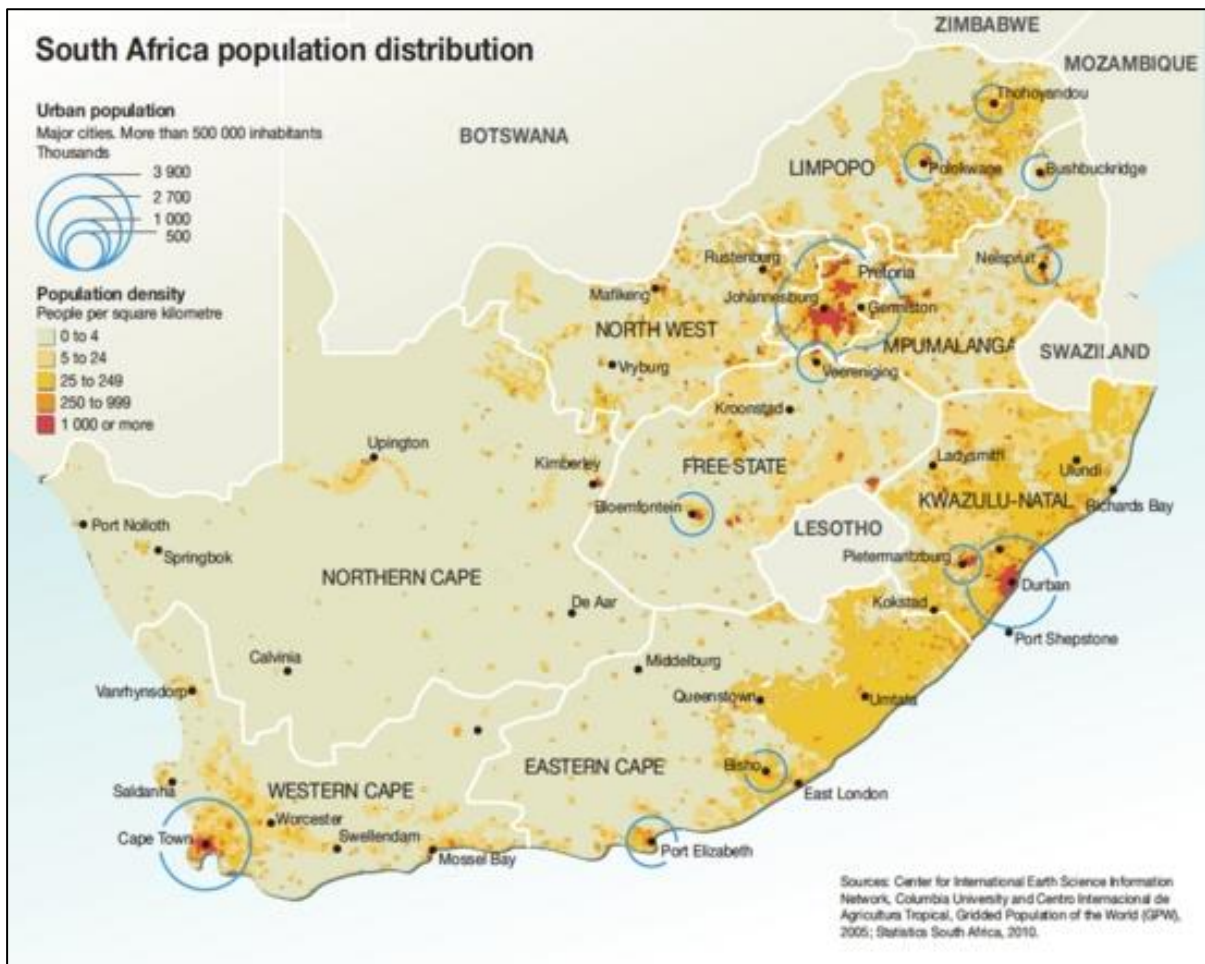 South Africa population distribution
Urban population
Major cities. More than 500 000 inhabitants
Thousands
3 900
2 700
1 000
500
Population density
People per square kilometre
0 to 4
5 to 24
25 to 249
250 to 999
1 000 or more
ZIMBABWE
MOZAMBIQUE
BOTSWANA
Thohoyandou
LIMPOPO
Polokwane
Bushbuckridge
Rustenburg
Pretoria
Nelspruit
Mafikeng
Johannesburg
Germiston
NORTH WEST
MPUMALANGA
SWAZILAND
Vryburg
Vereeniging
Kroonstad
Upington
Kimberley
FREE STATE
Ladysmith
Ulundi
Bloemfontein
KWAZULU-NATAL
Richards Bay
Port Nolloth
LESOTHO
Springbok
Pietermaritzburg
NORTHERN CAPE
Durban
De Aar
Kokstad
Port Shepstone
Calvinia
Middelburg
Vanrhynsdorp
Queenstown
Umtata
EASTERN CAPE
Bisho
Saldanha
WESTERN CAPE
East London
Worcester
Cape Town
Swellendam
Mossel Bay
Port Elizabeth
Sources: Center for International Earth Science Information
Network, Columbia University and Centro Internacional de
Agricultura Tropical, Gridded Population of the World (GPW),
2005; Statistics South Africa, 2010.